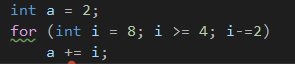 int a = 2;
for (int i = 8; i >= 4; i-=2)
    a += i;